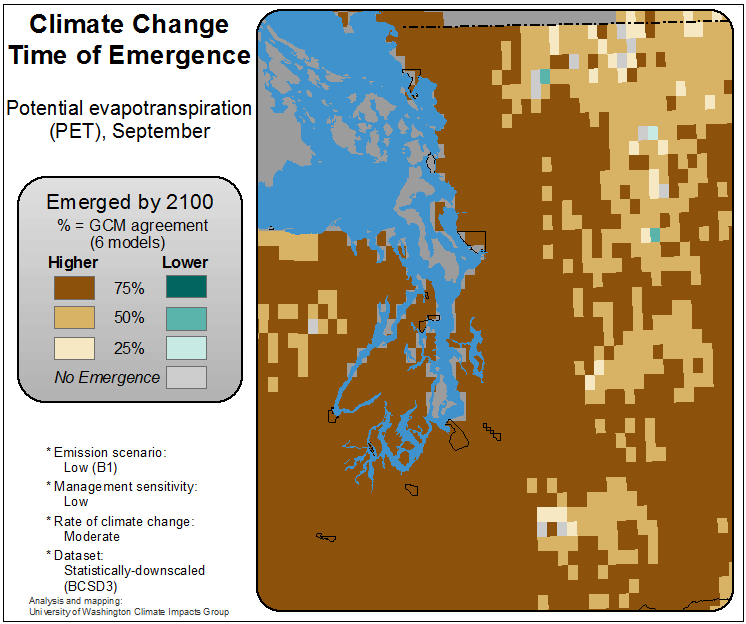 Climate Change
Time of Emergence
Potential evapotranspiration
(PET), September
Emerged by 2100
% = GCM agreement
(6 models)
Higher Lower
75%
50%
25%
No Emergence
* Emission scenario:
Low (B1)
* Management sensitivity:
Low
* Rate of climate change:
Moderate
* Dataset:
Statistically-downscaled
(BCSD3)
Analysis and mapping:
University of Washington Climate Impacts Group